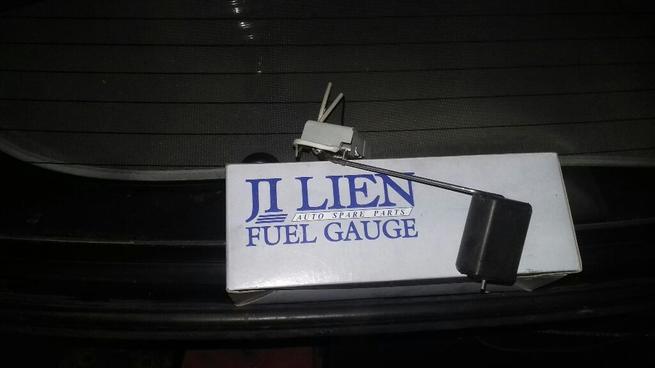 JI LIEN
AUTO SPARE PARTS
FUEL GAUGE